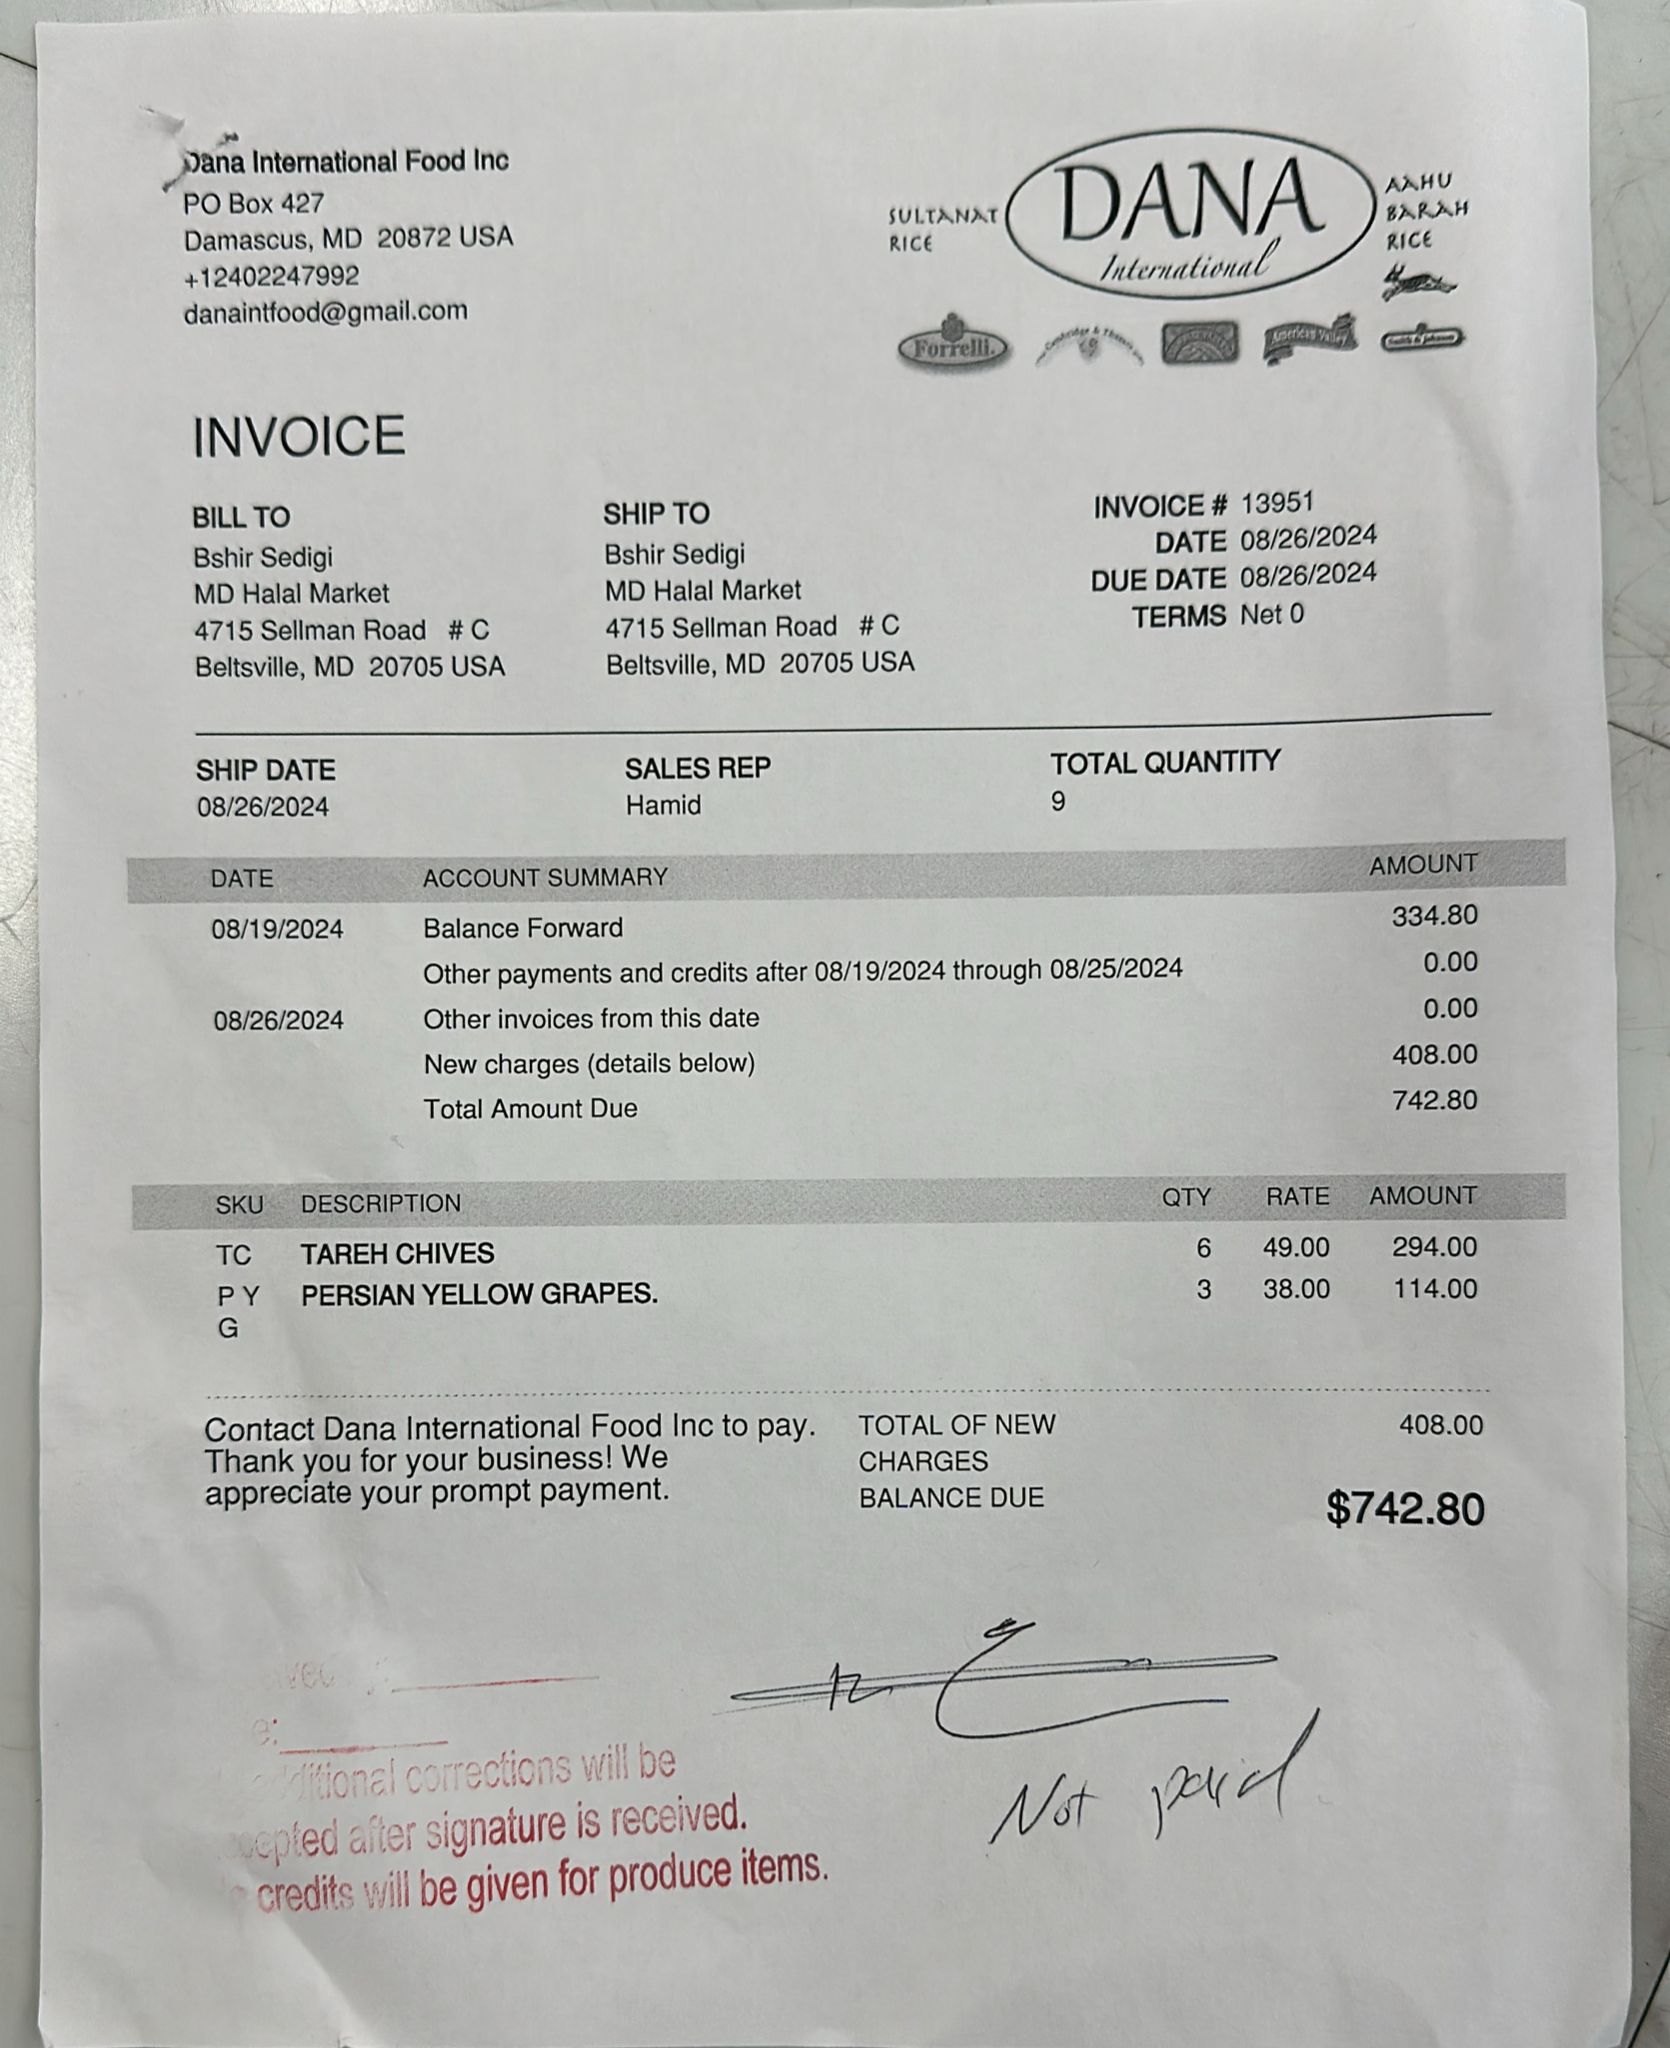 Dana International Food Inc
PO Box 427
Damascus, MD 20872 USA
+12402247992
danaintfood@gmail.com
SULTANAT
RICE
DANA
International
AAHU
BARAH
RICE
Forrelli.
American Valley
INVOICE
BILL TO
Bshir Sedigi
MD Halal Market
4715 Sellman Road # C
Beltsville, MD 20705 USA
SHIP TO
Bshir Sedigi
MD Halal Market
4715 Sellman Road # C
Beltsville, MD 20705 USA
INVOICE # 13951
DATE 08/26/2024
DUE DATE 08/26/2024
TERMS Net 0
SHIP DATE
08/26/2024
SALES REP
Hamid
TOTAL QUANTITY
9
DATE ACCOUNT SUMMARY AMOUNT
08/19/2024 Balance Forward 334.80
Other payments and credits after 08/19/2024 through 08/25/2024 0.00
08/26/2024 Other invoices from this date 0.00
New charges (details below) 408.00
Total Amount Due 742.80
SKU DESCRIPTION QTY RATE AMOUNT
TC TAREH CHIVES 6 49.00 294.00
P Y PERSIAN YELLOW GRAPES. 3 38.00 114.00
G
Contact Dana International Food Inc to pay.
Thank you for your business! We
appreciate your prompt payment.
TOTAL OF NEW 408.00
CHARGES
BALANCE DUE $742.80
Not paid
corrections will be
after signature is received.
credits will be given for produce items.